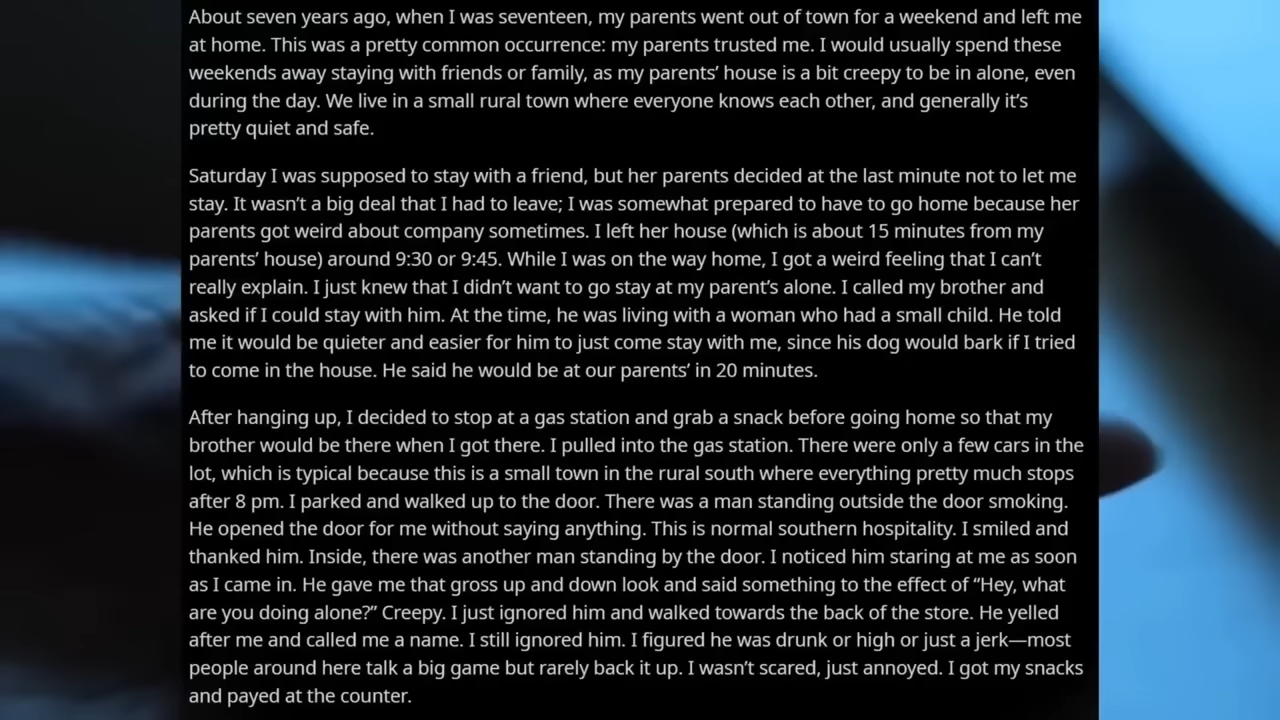 About seven years ago, when I was seventeen, my parents went out of town for a weekend and left me
at home. This was a pretty common occurrence: my parents trusted me. I would usually spend these
weekends away staying with friends or family, as my parents’ house is a bit creepy to be in alone, even
during the day. We live in a small rural town where everyone knows each other, and generally it’s
pretty quiet and safe.
Saturday I was supposed to stay with a friend, but her parents decided at the last minute not to let me
stay. It wasn’t a big deal that I had to leave; I was somewhat prepared to have to go home because her
parents got weird about company sometimes. I left her house (which is about 15 minutes from my
parents’ house) around 9:30 or 9:45. While I was on the way home, I got a weird feeling that I can’t
really explain. I just knew that I didn’t want to go stay at my parent’s alone. I called my brother and
asked if I could stay with him. At the time, he was living with a woman who had a small child. He told
me it would be quieter and easier for him to just come stay with me, since his dog would bark if I tried
to come in the house. He said he would be at our parents’ in 20 minutes.
After hanging up, I decided to stop at a gas station and grab a snack before going home so that my
brother would be there when I got there. I pulled into the gas station. There were only a few cars in the
lot, which is typical because this is a small town in the rural south where everything pretty much stops
after 8 pm. I parked and walked up to the door. There was a man standing outside the door smoking.
He opened the door for me without saying anything. This is normal southern hospitality. I smiled and
thanked him. Inside, there was another man standing by the door. I noticed him staring at me as soon
as I came in. He gave me that gross up and down look and said something to the effect of “Hey, what
are you doing alone?” Creepy. I just ignored him and walked towards the back of the store. He yelled
after me and called me a name. I still ignored him. I figured he was drunk or high or just a jerk—most
people around here talk a big game but rarely back it up. I wasn’t scared, just annoyed. I got my snacks
and payed at the counter.